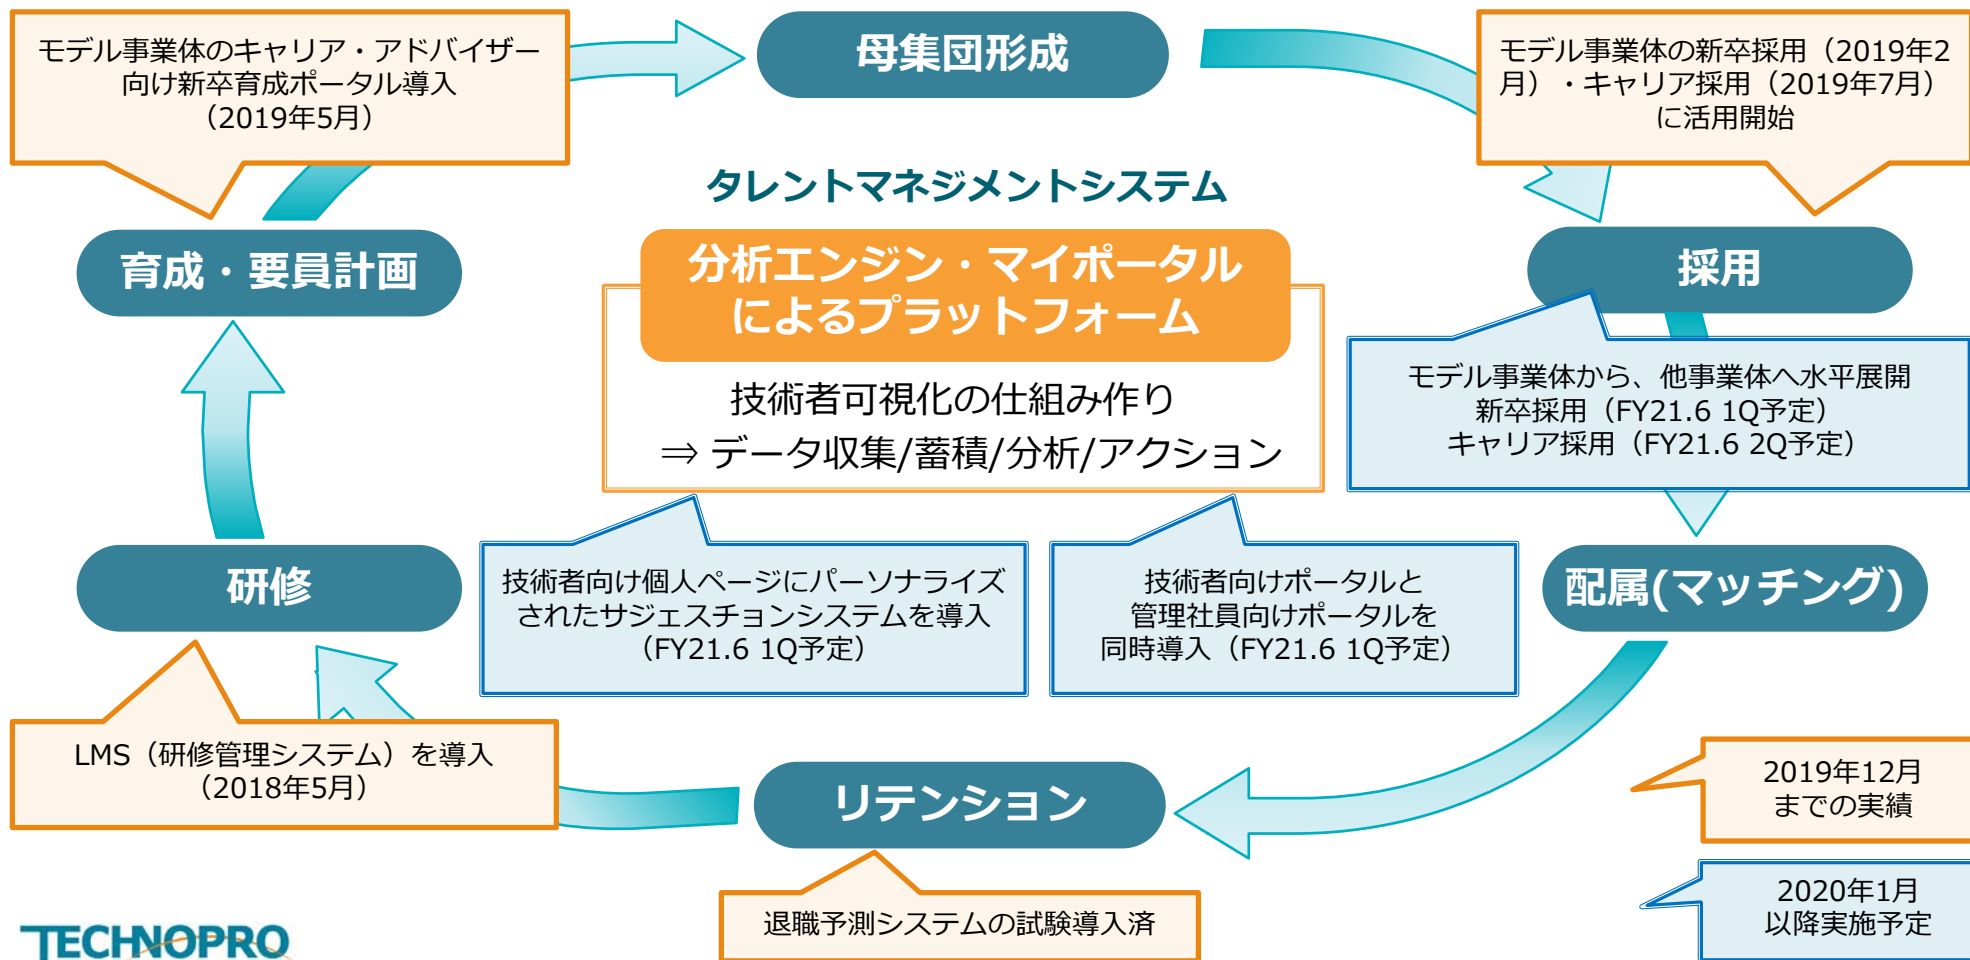 モデル事業体のキャリア・アドバイザー
向け新卒育成ポータル導入
（2019年5月）
母集団形成
モデル事業体の新卒採用（2019年2
月）・キャリア採用（2019年7月）
に活用開始
タレントマネジメントシステム
育成・要員計画
分析エンジン・マイポータル
によるプラットフォーム
採用
技術者可視化の仕組み作り
⇒ データ収集/蓄積/分析/アクション
モデル事業体から、他事業体へ水平展開
新卒採用（FY21.6 1Q予定）
キャリア採用（FY21.6 2Q予定）
研修
技術者向け個人ページにパーソナライズ
されたサジェスチョンシステムを導入
（FY21.6 1Q予定）
技術者向けポータルと
管理社員向けポータルを
同時導入（FY21.6 1Q予定）
配属(マッチング)
LMS（研修管理システム）を導入
（2018年5月）
リテンション
2019年12月
までの実績
退職予測システムの試験導入済
2020年1月
以降実施予定
TECHNOPRO